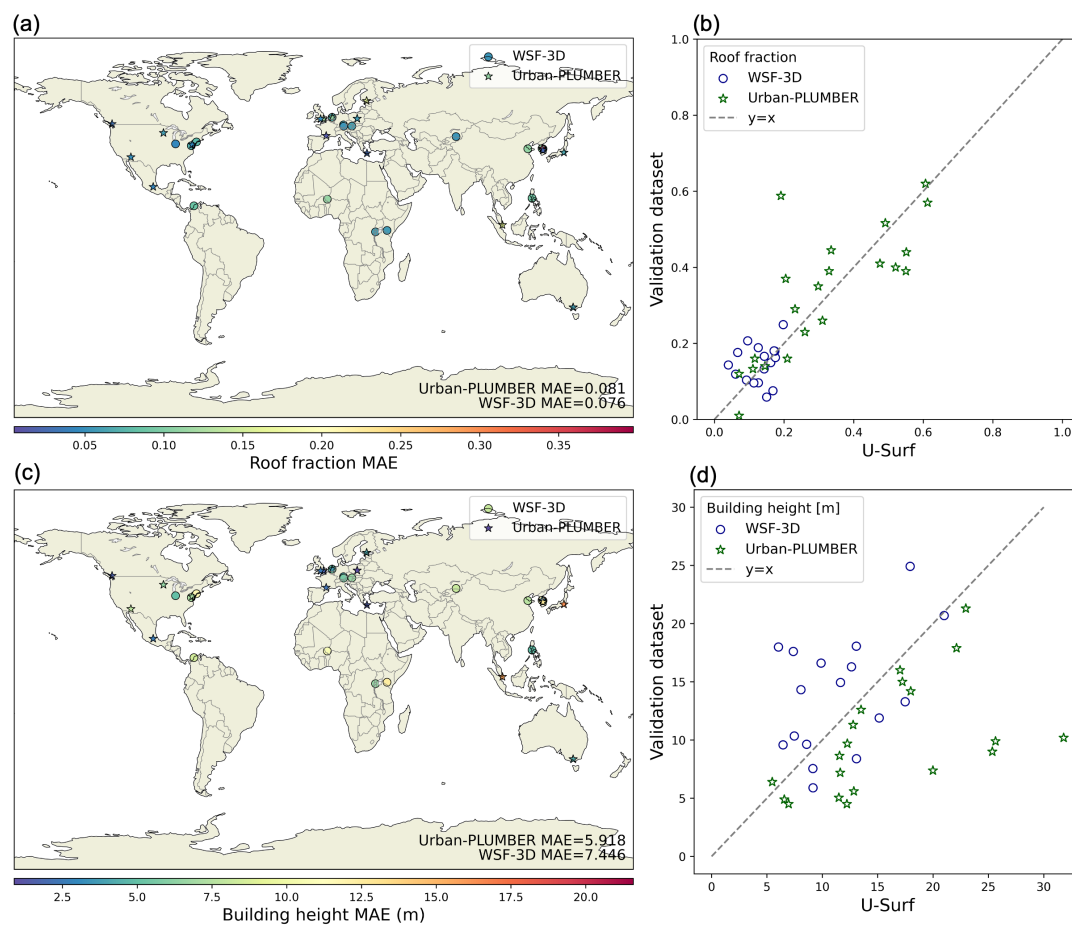 (a)
WSF-3D
Urban-PLUMBER
Urban-PLUMBER MAE=0.081
WSF-3D MAE=0.076
0.05 0.10 0.15 0.20 0.25 0.30 0.35
Roof fraction MAE
(b)
1.0
0.8
0.6
0.4
0.2
0.0
Validation dataset
Roof fraction
WSF-3D
Urban-PLUMBER
y=x
0.0 0.2 0.4 0.6 0.8 1.0
U-Surf
(c)
WSF-3D
Urban-PLUMBER
Urban-PLUMBER MAE=5.918
WSF-3D MAE=7.446
2.5 5.0 7.5 10.0 12.5 15.0 17.5 20.0
Building height MAE (m)
(d)
30
25
20
15
10
5
0
Validation dataset
Building height [m]
WSF-3D
Urban-PLUMBER
y=x
0 5 10 15 20 25 30
U-Surf